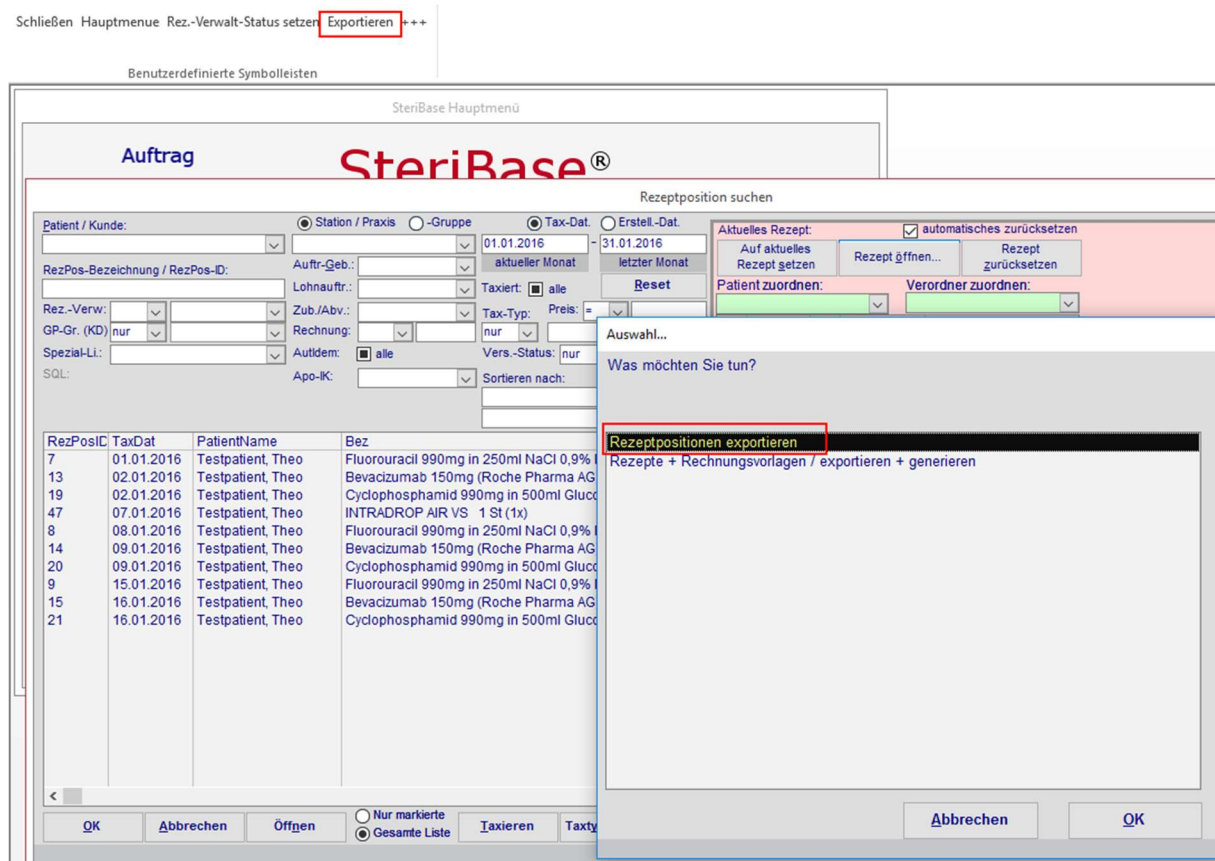 Schließen Hauptmenue Rez.-Verwalt-Status setzen Exportieren +++
Benutzerdefinierte Symbolleisten
SteriBase Hauptmenü
Auftrag
SteriBase®
Rezeptposition suchen
Patient / Kunde:
Station / Praxis
-Gruppe
Tax-Dat.
Erstell.-Dat.
01.01.2016 - 31.01.2016
aktueller Monat
letzter Monat
RezPos-Bezeichnung / RezPos-ID:
Auftr-Geb.:
Lohnauftr.:
Taxiert: alle
Reset
Rez.-Verw:
Zub./Abv.:
Tax-Typ:
Preis: =
GP-Gr. (KD) nur
Rechnung:
nur
Spezial-Li.:
AutIdem: alle
Vers.-Status: nur
SQL:
Apo-IK:
Sortieren nach:
Aktuelles Rezept:
automatisches zurücksetzen
Auf aktuelles
Rezept setzen
Rezept öffnen...
Rezept
zurücksetzen
Patient zuordnen:
Verordner zuordnen:
RezPosID TaxDat PatientName Bez
7 01.01.2016 Testpatient, Theo Fluorouracil 990mg in 250ml NaCl 0,9%
13 02.01.2016 Testpatient, Theo Bevacizumab 150mg (Roche Pharma AG
19 02.01.2016 Testpatient, Theo Cyclophosphamid 990mg in 500ml Gluco
47 07.01.2016 Testpatient, Theo INTRADROP AIR VS 1 St (1x)
8 08.01.2016 Testpatient, Theo Fluorouracil 990mg in 250ml NaCl 0,9%
14 09.01.2016 Testpatient, Theo Bevacizumab 150mg (Roche Pharma AG
20 09.01.2016 Testpatient, Theo Cyclophosphamid 990mg in 500ml Gluco
9 15.01.2016 Testpatient, Theo Fluorouracil 990mg in 250ml NaCl 0,9%
15 16.01.2016 Testpatient, Theo Bevacizumab 150mg (Roche Pharma AG
21 16.01.2016 Testpatient, Theo Cyclophosphamid 990mg in 500ml Gluco
OK
Abbrechen
Öffnen
Nur markierte
Gesamte Liste
Taxieren
Taxty
Auswahl...
Was möchten Sie tun?
Rezeptpositionen exportieren
Rezepte + Rechnungsvorlagen / exportieren + generieren
Abbrechen
OK